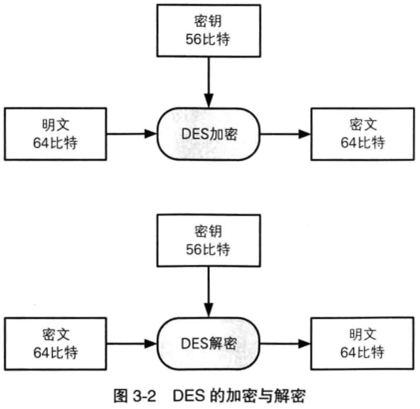 密钥
56比特
明文
64比特
DES加密
密文
64比特
密钥
56比特
密文
64比特
DES解密
明文
64比特
图 3-2 DES 的加密与解密